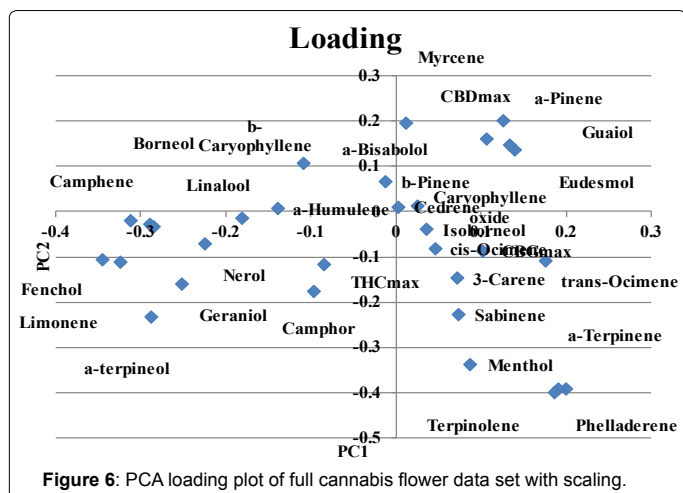 Loading
Myrcene
0.3
CBDmax
a-Pinene
0.2
b-
Guaiol
Borneol
Caryophyllene
a-Bisabolol
0.1
Camphene
Linalool
b-Pinene
Eudesmol
Caryophyllene
a-Humulene
Cedrene
oxide
0
-0.4
-0.3
-0.2
-0.1
0
0.1
0.2
0.3
Isoborneol
cis-Ocimene
CBGmax
PC2
-0.1
Fenchol
Nerol
THCmax
3-Carene
trans-Ocimene
Limonene
Geraniol
-0.2
Sabinene
Camphor
a-Terpinene
-0.3
a-terpineol
Menthol
-0.4
Terpinolene
Phelladerene
PC1
-0.5
Figure 6: PCA loading plot of full cannabis flower data set with scaling.